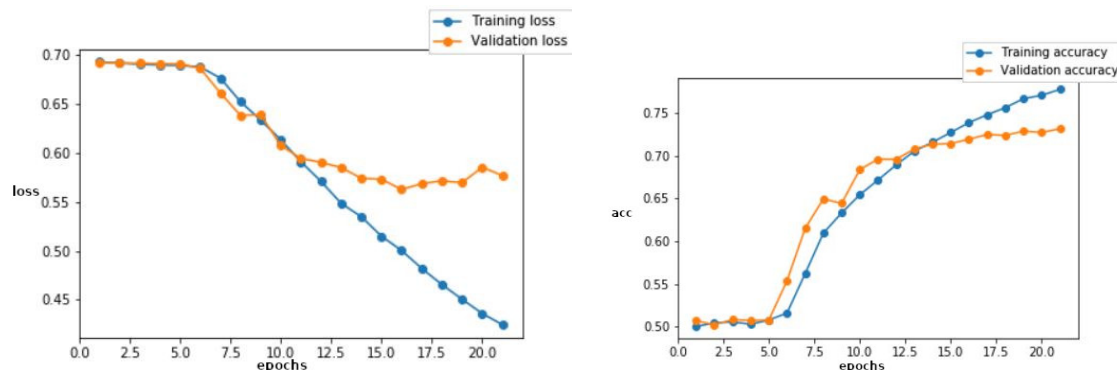 Training loss
Validation loss
0.70
0.65
0.60
loss
0.55
0.50
0.45
0.0 2.5 5.0 7.5 10.0 12.5 15.0 17.5 20.0
epochs
Training accuracy
Validation accuracy
0.75
0.70
0.65
acc
0.60
0.55
0.50
0.0 2.5 5.0 7.5 10.0 12.5 15.0 17.5 20.0
epochs